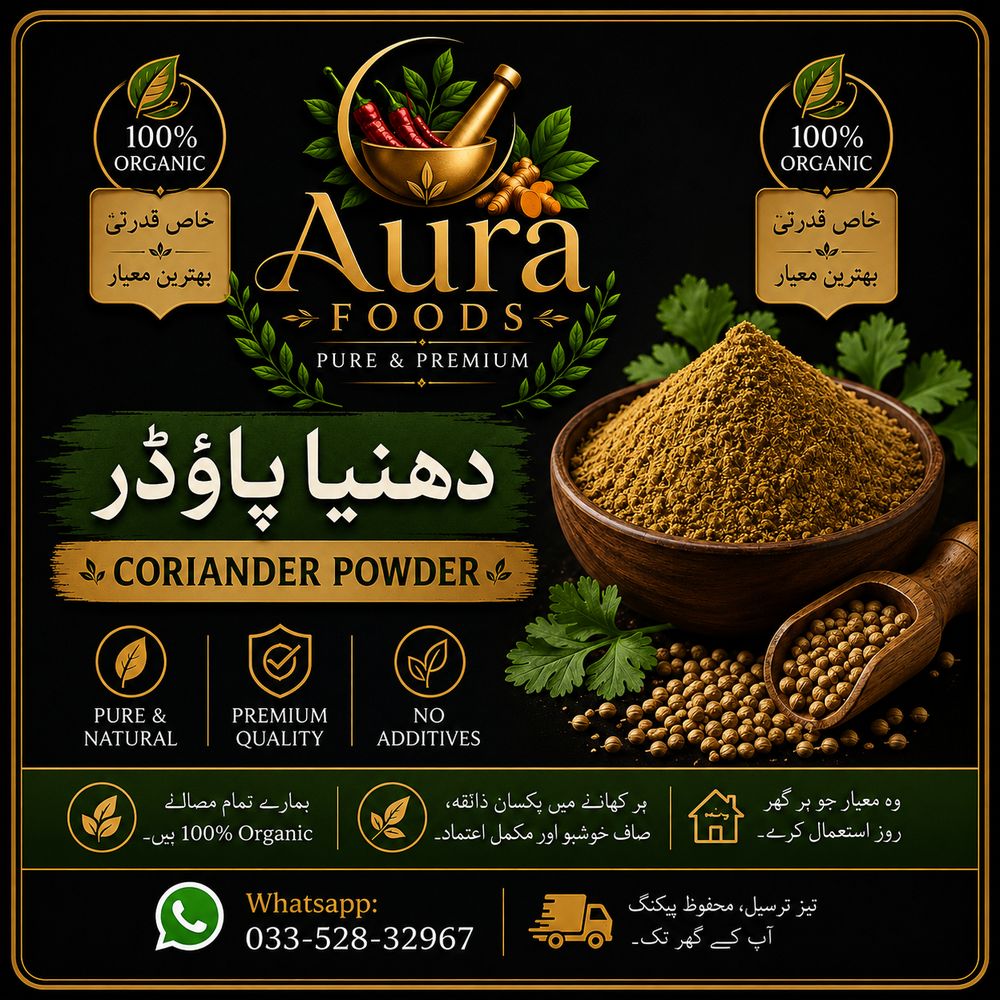 100%
ORGANIC
خاص قدرتی
بہترین معیار
Aura
FOODS
PURE & PREMIUM
100%
ORGANIC
خاص قدرتی
بہترین معیار
دھنیا پاؤڈر
CORIANDER POWDER
PURE &
NATURAL
PREMIUM
QUALITY
NO
ADDITIVES
وہ معیار جو ہر گھر
روز استعمال کرے۔
ہر کھانے میں یکساں ذائقہ،
صاف خوشبو اور مکمل اعتماد۔
ہمارے تمام مصالے
100% Organic ہیں۔
Whatsapp:
033-528-32967
تیز ترسیل، محفوظ پیکنگ
آپ کے گھر تک۔